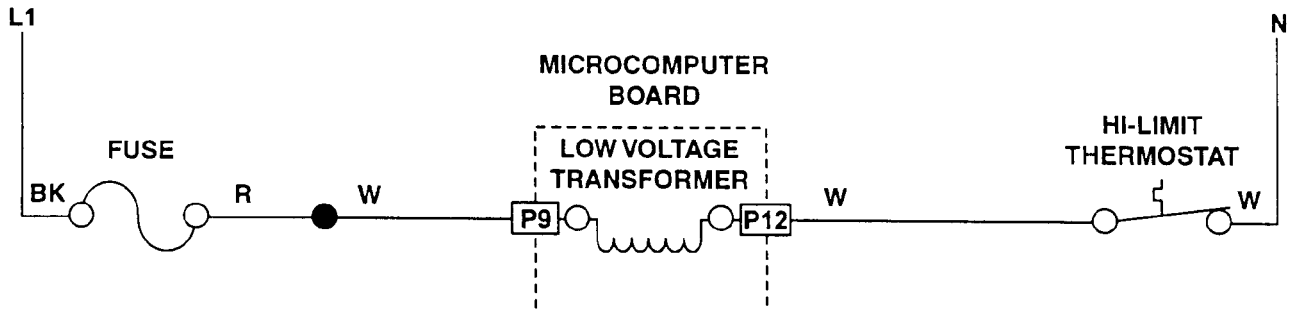 L1
N
MICROCOMPUTER
BOARD
FUSE
LOW VOLTAGE
TRANSFORMER
HI-LIMIT
THERMOSTAT
BK
R
W
P9
P12
W
W